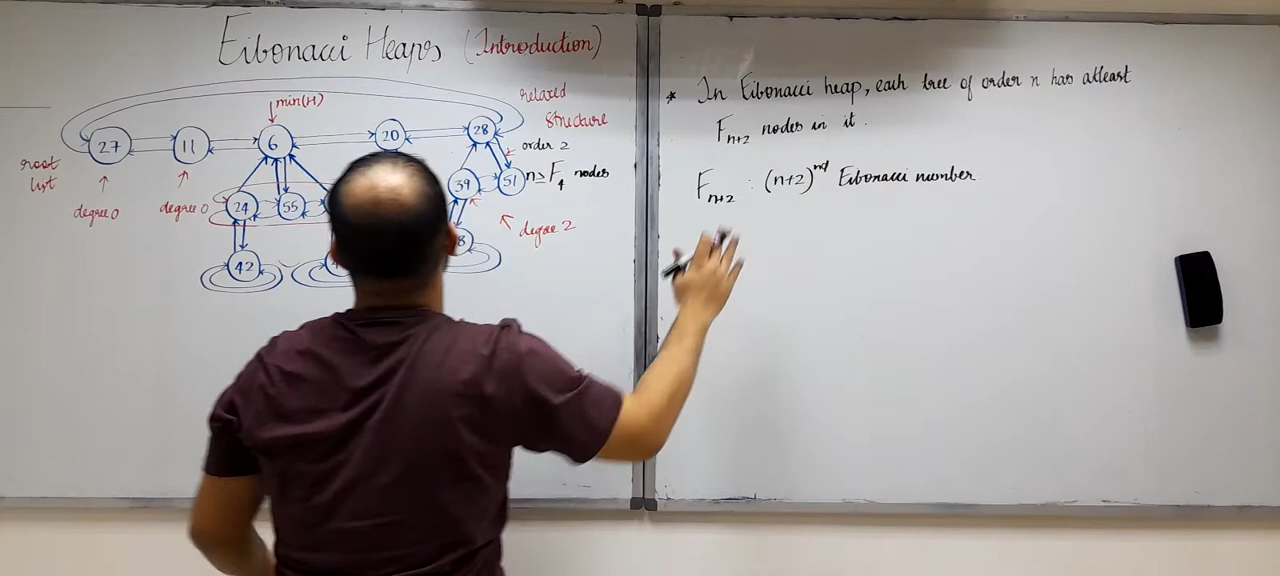 Fibonacci Heaps (Introduction)
min(H)
relaxed
structure
27 11 6 20 28
order 2
root
list
degree 0
degree 0
24 55 39 51
n ≥ F4 nodes
degree 2
42
* In Fibonacci heap, each tree of order n has atleast
Fn+2 nodes in it.
Fn+2 : (n+2)nd Fibonacci number